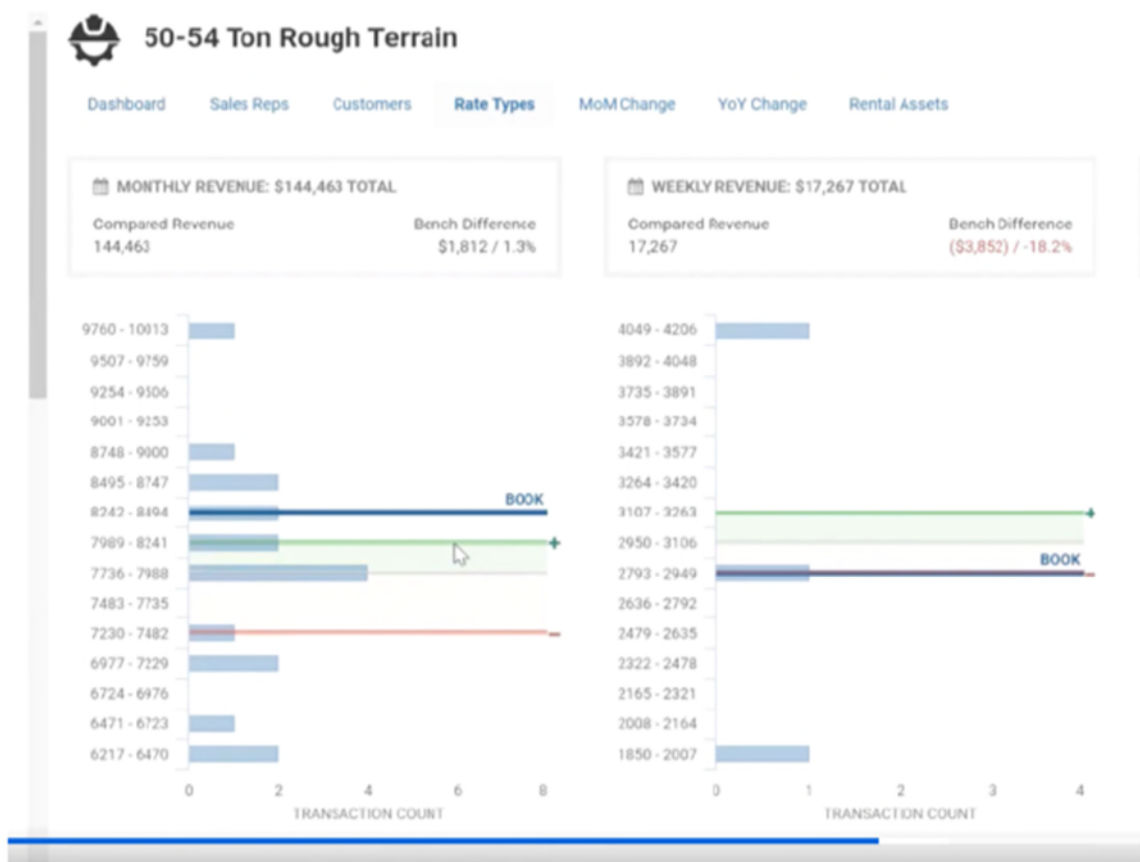 50-54 Ton Rough Terrain
Dashboard Sales Reps Customers Rate Types MoM Change YoY Change Rental Assets
MONTHLY REVENUE: $144,463 TOTAL
Compared Revenue Bench Difference
144,463 $1,812 / 1.3%
WEEKLY REVENUE: $17,267 TOTAL
Compared Revenue Bench Difference
17,267 ($3,852) / -18.2%
9760 - 10013
9507 - 9759
9254 - 9506
9001 - 9253
8748 - 9000
8495 - 8747
BOOK
8242 - 8494
7989 - 8241 +
7736 - 7988
7483 - 7735
7230 - 7482 –
6977 - 7229
6724 - 6976
6471 - 6723
6217 - 6470
0 2 4 6 8
TRANSACTION COUNT
4049 - 4206
3892 - 4048
3735 - 3891
3578 - 3734
3421 - 3577
3264 - 3420
3107 - 3263 +
2950 - 3106
BOOK
2793 - 2949 –
2636 - 2792
2479 - 2635
2322 - 2478
2165 - 2321
2008 - 2164
1850 - 2007
0 1 2 3 4
TRANSACTION COUNT